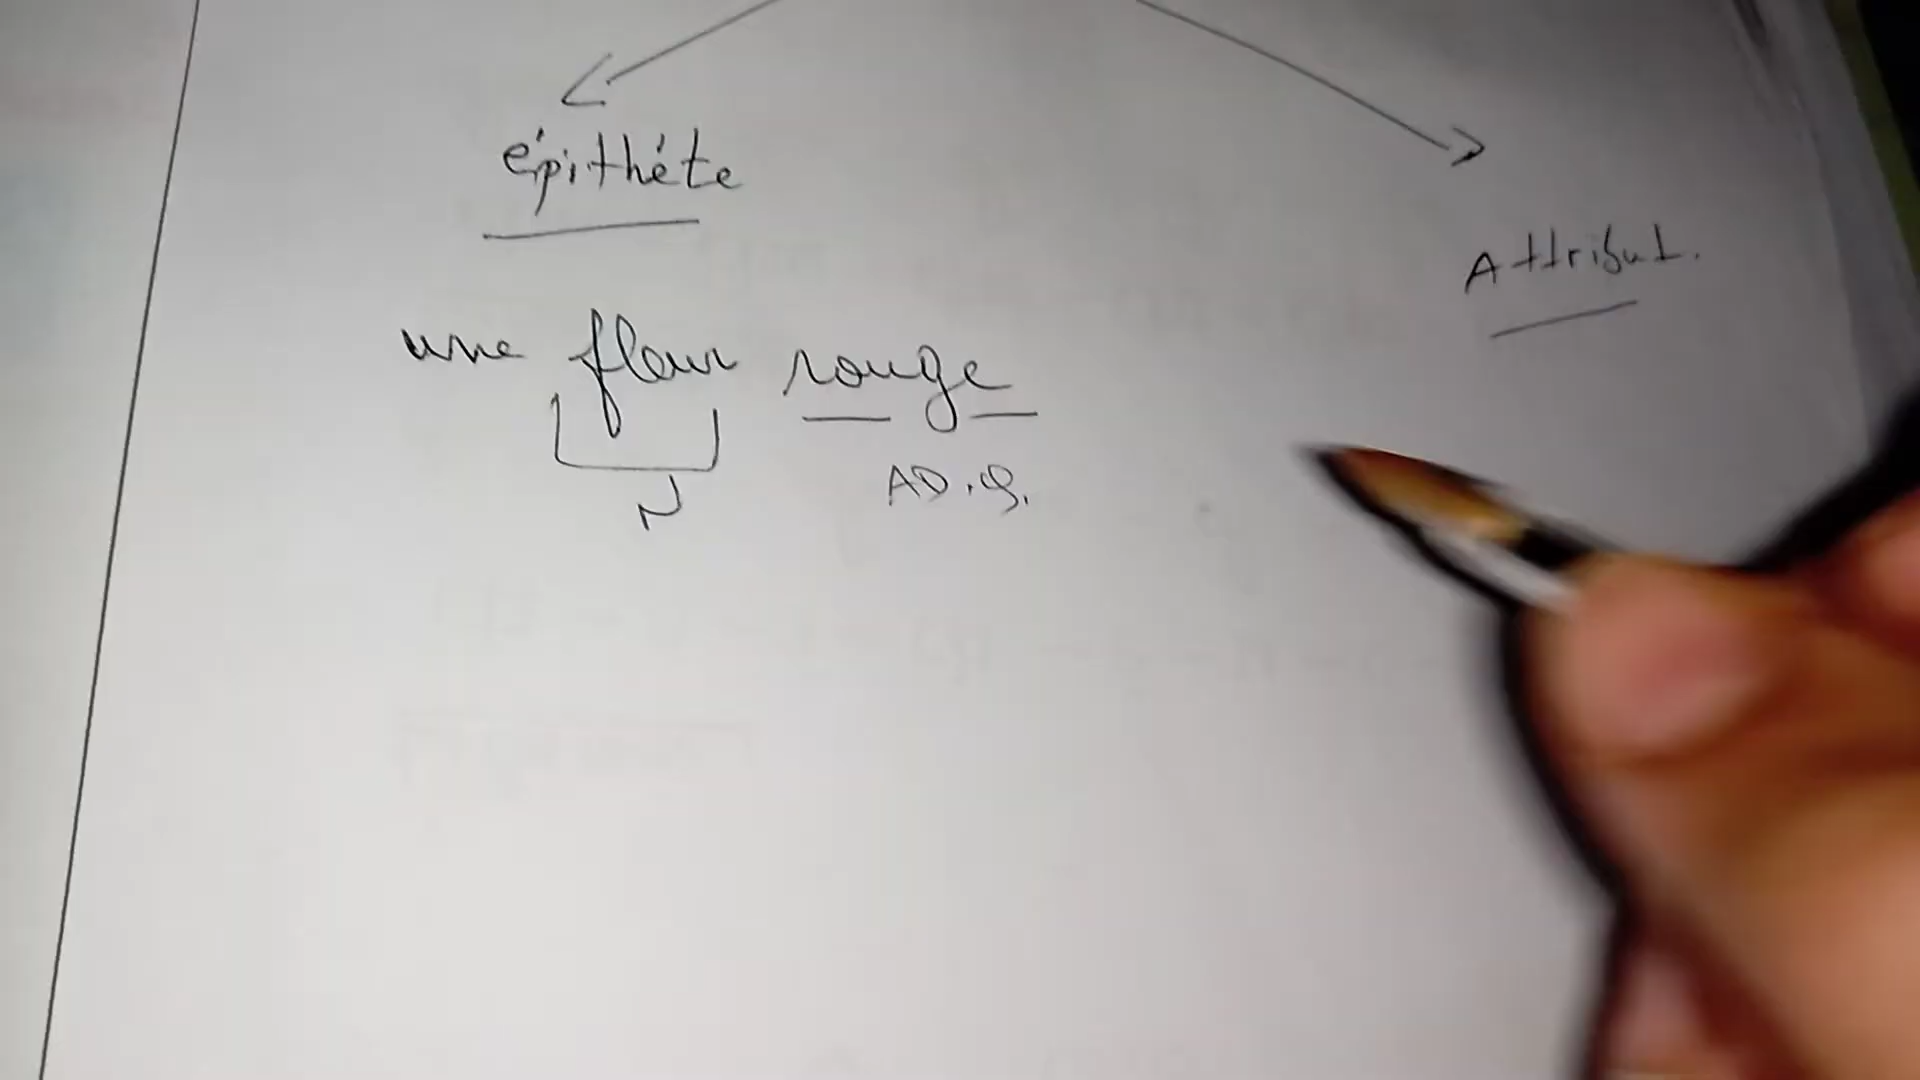 épithéte
Attribut.
une fleur rouge
N
AD.q.